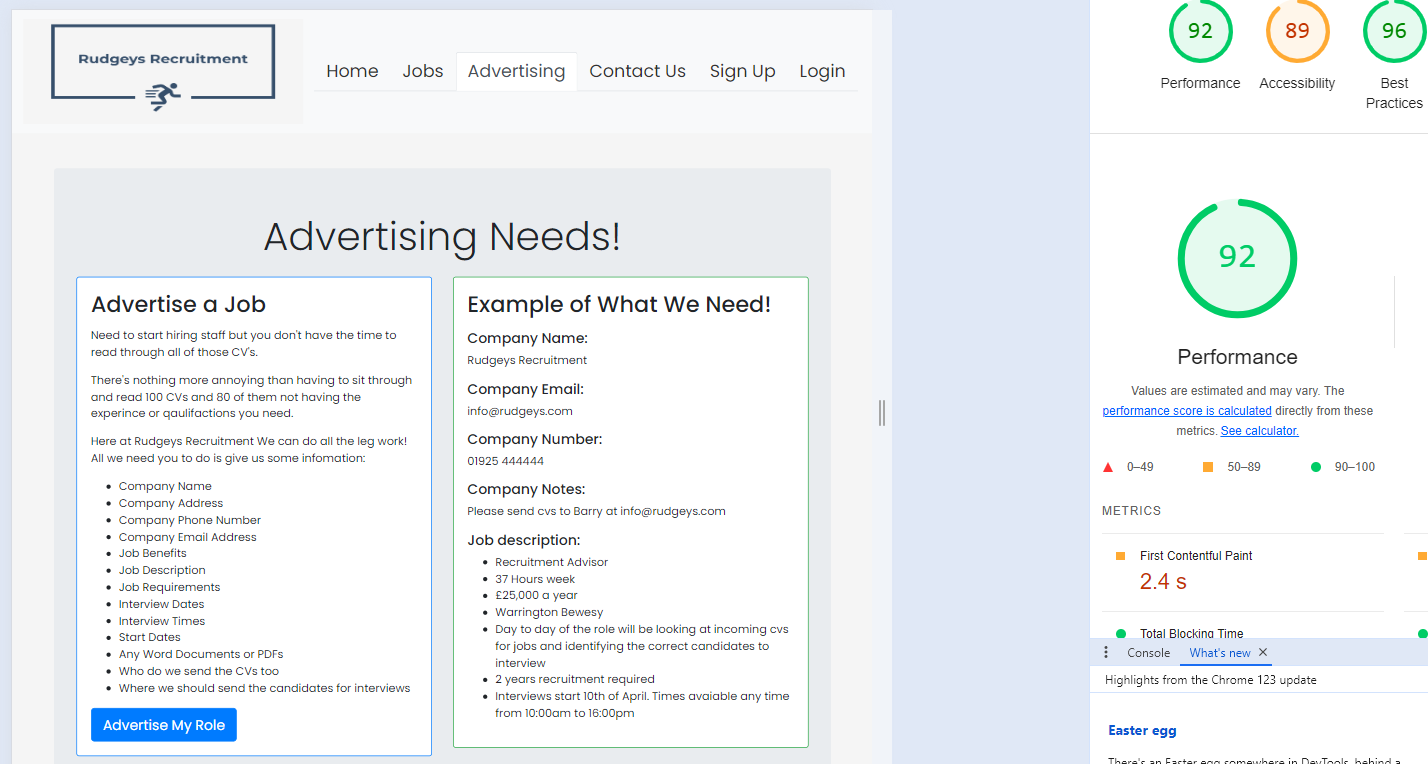 Rudgeys Recruitment
Home Jobs Advertising Contact Us Sign Up Login
Advertising Needs!
Advertise a Job
Need to start hiring staff but you don't have the time to
read through all of those CV's.
There's nothing more annoying than having to sit through
and read 100 CVs and 80 of them not having the
experince or qaulifactions you need.
Here at Rudgeys Recruitment We can do all the leg work!
All we need you to do is give us some infomation:
Company Name
Company Address
Company Phone Number
Company Email Address
Job Benefits
Job Description
Job Requirements
Interview Dates
Interview Times
Start Dates
Any Word Documents or PDFs
Who do we send the CVs too
Where we should send the candidates for interviews
Advertise My Role
Example of What We Need!
Company Name:
Rudgeys Recruitment
Company Email:
info@rudgeys.com
Company Number:
01925 444444
Company Notes:
Please send cvs to Barry at info@rudgeys.com
Job description:
Recruitment Advisor
37 Hours week
£25,000 a year
Warrington Bewesy
Day to day of the role will be looking at incoming cvs
for jobs and identifying the correct candidates to
interview
2 years recruitment required
Interviews start 10th of April. Times avaiable any time
from 10:00am to 16:00pm
92 89 96
Performance Accessibility Best
Practices
92
Performance
Values are estimated and may vary. The
performance score is calculated directly from these
metrics. See calculator.
0–49 50–89 90–100
METRICS
First Contentful Paint
2.4 s
Total Blocking Time
Console What's new
Highlights from the Chrome 123 update
Easter egg
There's an Easter egg somewhere in DevTools, behind a